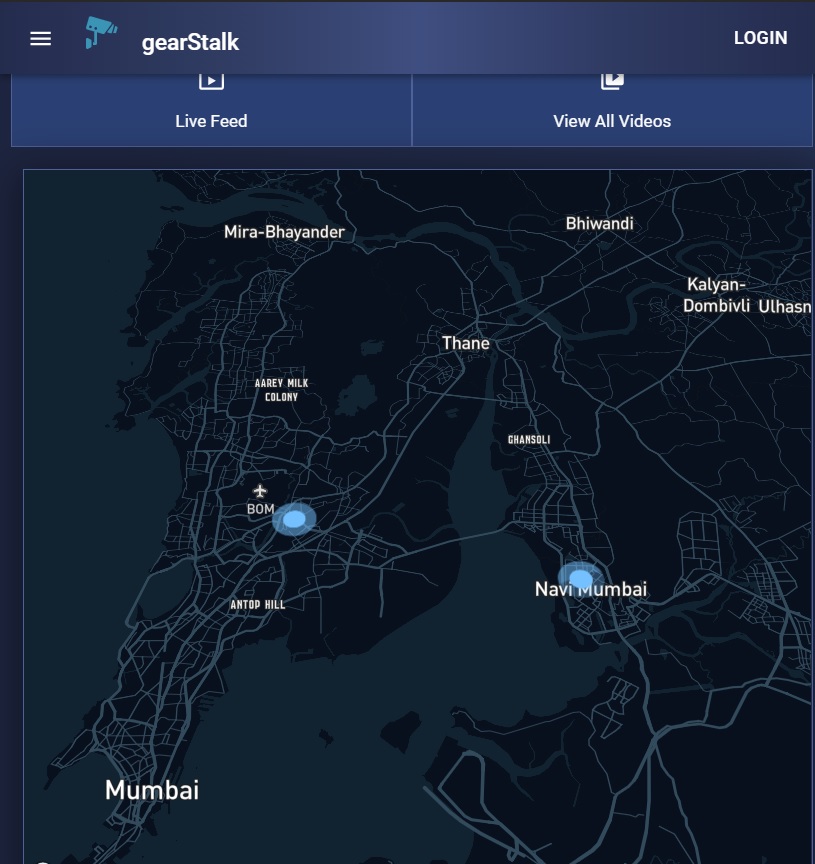 gearStalk
LOGIN
Live Feed
View All Videos
Mira-Bhayander
Bhiwandi
Kalyan-
Dombivli
Ulhasn
Thane
AAREY MILK
COLONY
GHANSOLI
BOM
Navi Mumbai
ANTOP HILL
Mumbai